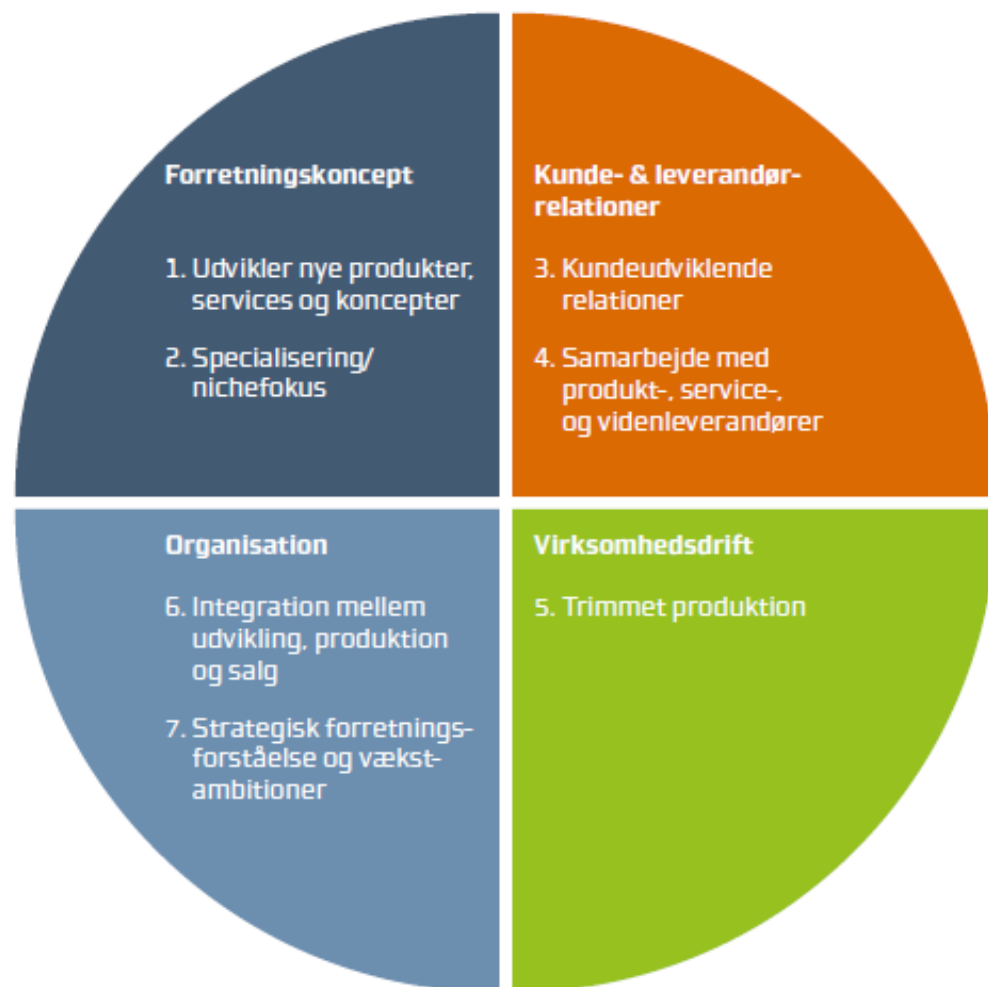 Forretningskoncept
1. Udvikler nye produkter,
services og koncepter
2. Specialisering/
nichefokus
Kunde- & leverandør-
relationer
3. Kundeudviklende
relationer
4. Samarbejde med
produkt-, service-,
og videnleverandører
Organisation
6. Integration mellem
udvikling, produktion
og salg
7. Strategisk forretnings-
forståelse og vækst-
ambitioner
Virksomhedsdrift
5. Trimmet produktion